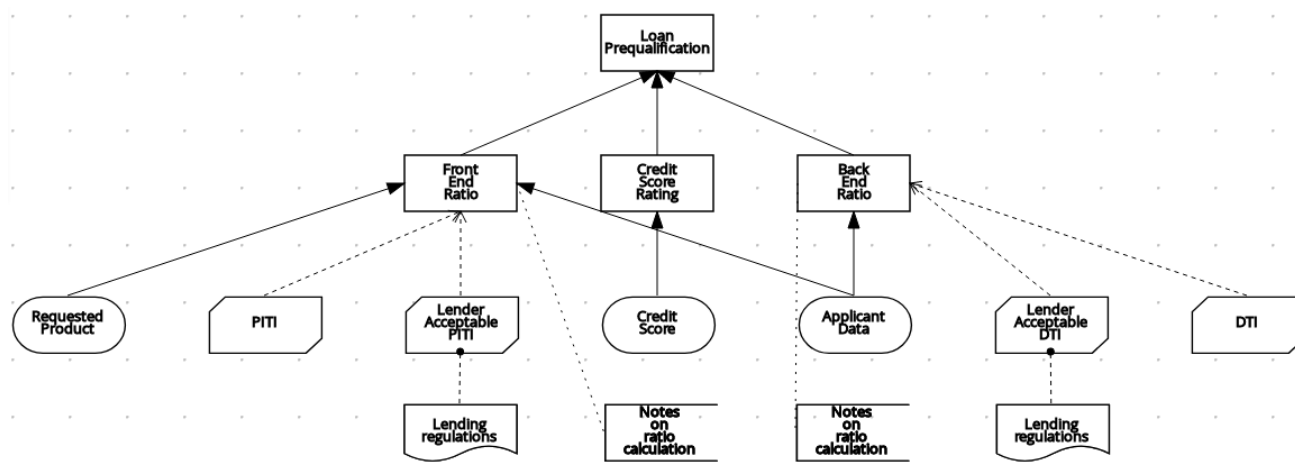 Loan
Prequalification
Front
End
Ratio
Credit
Score
Rating
Back
End
Ratio
Requested
Product
PITI
Lender
Acceptable
PITI
Credit
Score
Applicant
Data
Lender
Acceptable
DTI
DTI
Lending
regulations
Notes
on
ratio
calculation
Notes
on
ratio
calculation
Lending
regulations